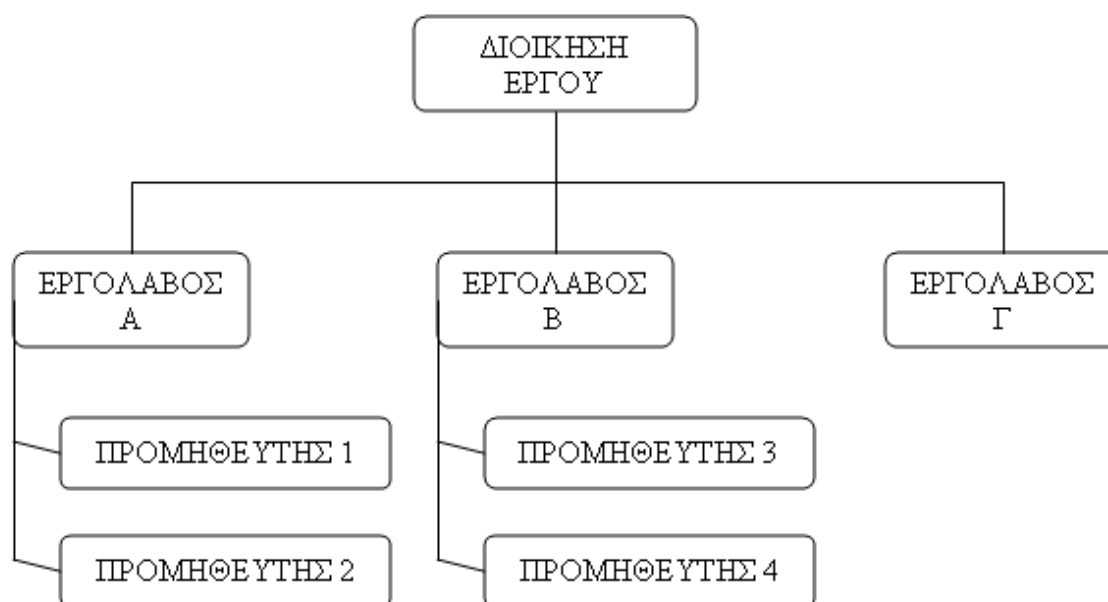 ΔΙΟΙΚΗΣΗ
ΕΡΓΟΥ
ΕΡΓΟΛΑΒΟΣ
Α
ΕΡΓΟΛΑΒΟΣ
Β
ΕΡΓΟΛΑΒΟΣ
Γ
ΠΡΟΜΗΘΕΥΤΗΣ 1
ΠΡΟΜΗΘΕΥΤΗΣ 3
ΠΡΟΜΗΘΕΥΤΗΣ 2
ΠΡΟΜΗΘΕΥΤΗΣ 4